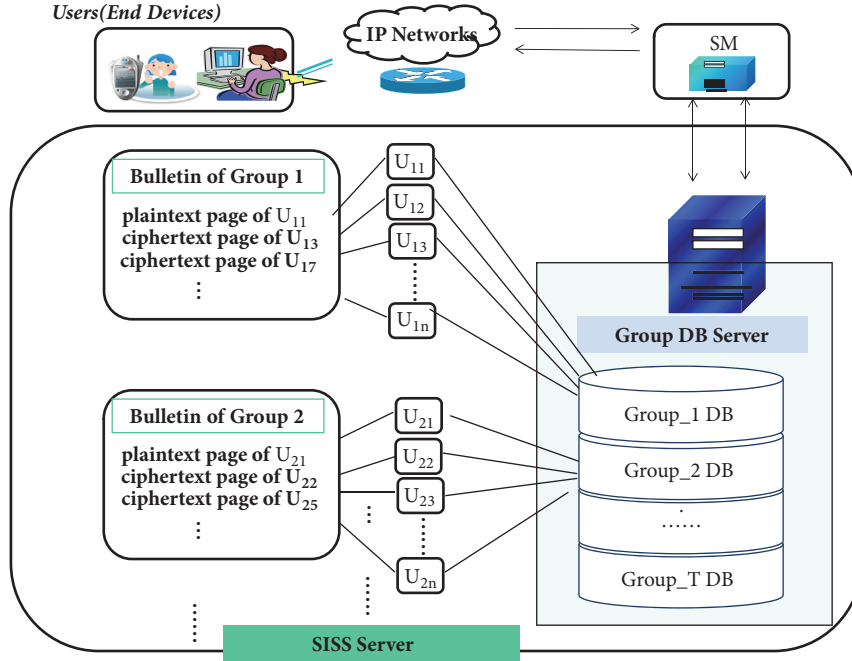 Users(End Devices)
IP Networks
SM
Bulletin of Group 1
plaintext page of U11
ciphertext page of U13
ciphertext page of U17
⋮
U11
U12
U13
U1n
Group DB Server
Group_1 DB
Group_2 DB
......
Group_T DB
Bulletin of Group 2
plaintext page of U21
ciphertext page of U22
ciphertext page of U25
⋮
U21
U22
U23
U2n
SISS Server